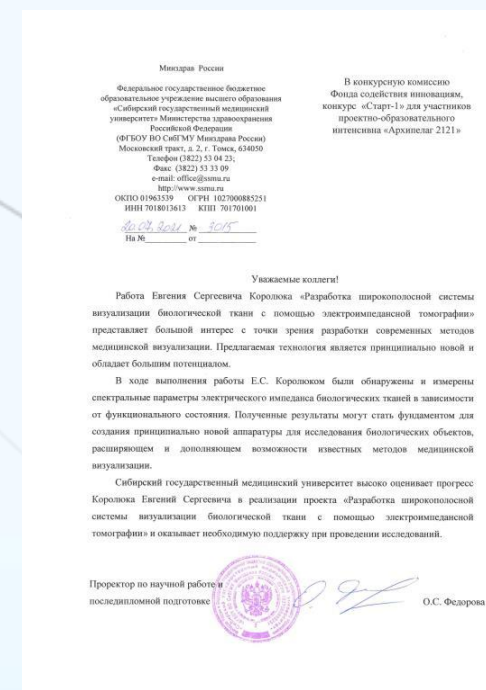 Минздрав России
Федеральное государственное бюджетное
образовательное учреждение высшего образования
«Сибирский государственный медицинский
университет» Министерства здравоохранения
Российской Федерации
(ФГБОУ ВО СибГМУ Минздрава России)
Московский тракт, д. 2, г. Томск, 634050
Телефон (3822) 53 04 23;
Факс (3822) 53 33 09
e-mail: office@ssmu.ru
http://www.ssmu.ru
ОКПО 01963539 ОГРН 1027000885251
ИНН 7018013613 КПП 701701001
20.07.2021 № 3015
На № от
В конкурсную комиссию
Фонда содействия инновациям,
конкурс «Старт-1» для участников
проектно-образовательного
интенсива «Архипелаг 2121»
Уважаемые коллеги!
Работа Евгения Сергеевича Королюка «Разработка широкополосной системы
визуализации биологической ткани с помощью электроимпедансной томографии»
представляет большой интерес с точки зрения разработки современных методов
медицинской визуализации. Предлагаемая технология является принципиально новой и
обладает большим потенциалом.
В ходе выполнения работы Е.С. Королюком были обнаружены и измерены
спектральные параметры электрического импеданса биологических тканей в зависимости
от функционального состояния. Полученные результаты могут стать фундаментом для
создания принципиально новой аппаратуры для исследования биологических объектов,
расширяющем и дополняющем возможности известных методов медицинской
визуализации.
Сибирский государственный медицинский университет высоко оценивает прогресс
Королюка Евгений Сергеевича в реализации проекта «Разработка широкополосной
системы визуализации биологической ткани с помощью электроимпедансной
томографии» и оказывает необходимую поддержку при проведении исследований.
Проректор по научной работе и
последипломной подготовке О.С. Федорова